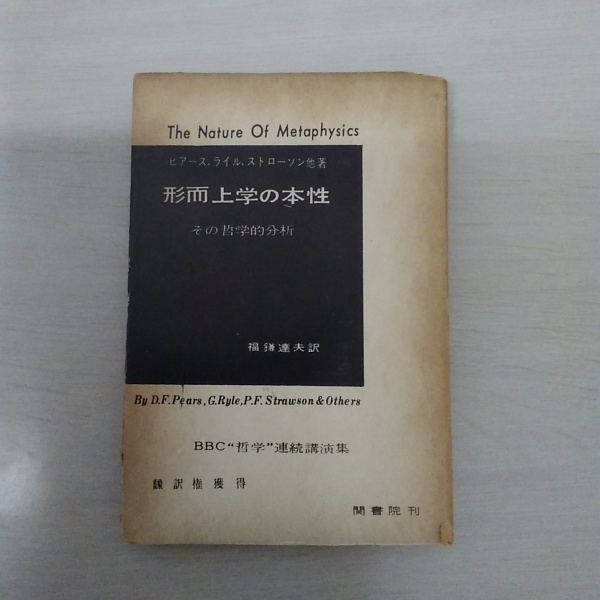 The Nature Of Metaphysics
ピアース、ライル、ストローソン他著
形而上学の本性
その哲学的分析
福鎌達夫訳
By D.F.Pears, G.Ryle, P.F. Strawson & Others
BBC“哲学”連続講演集
飜訳権獲得
関書院刊